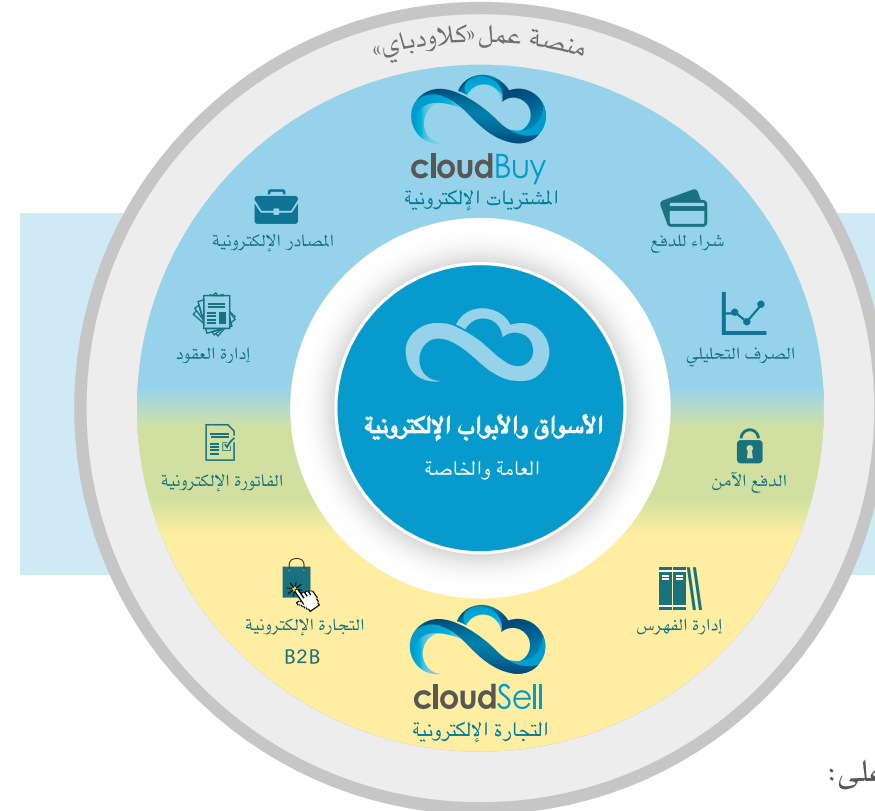 منصة عمل «كلاودباي»
cloudBuy
المشتريات الإلكترونية
شراء للدفع
المصادر الإلكترونية
الصرف التحليلي
إدارة العقود
الأسواق والأبواب الإلكترونية
العامة والخاصة
الدفع الآمن
الفاتورة الإلكترونية
إدارة الفهرس
التجارة الإلكترونية
B2B
cloudSell
التجارة الإلكترونية